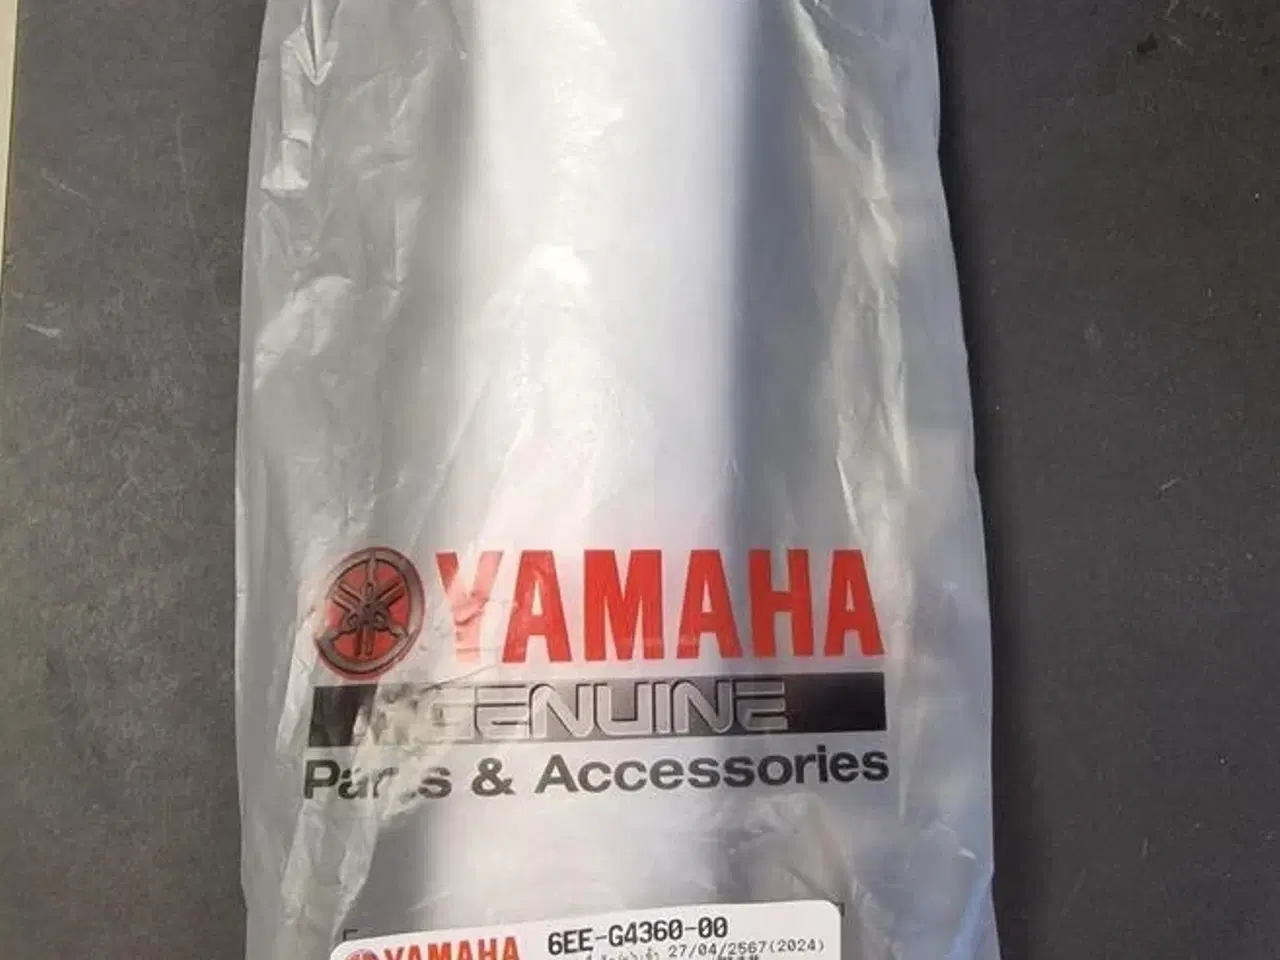 YAMAHA
GENUINE
Parts & Accessories
YAMAHA 6EE-G4360-00
27/04/2567(2024)